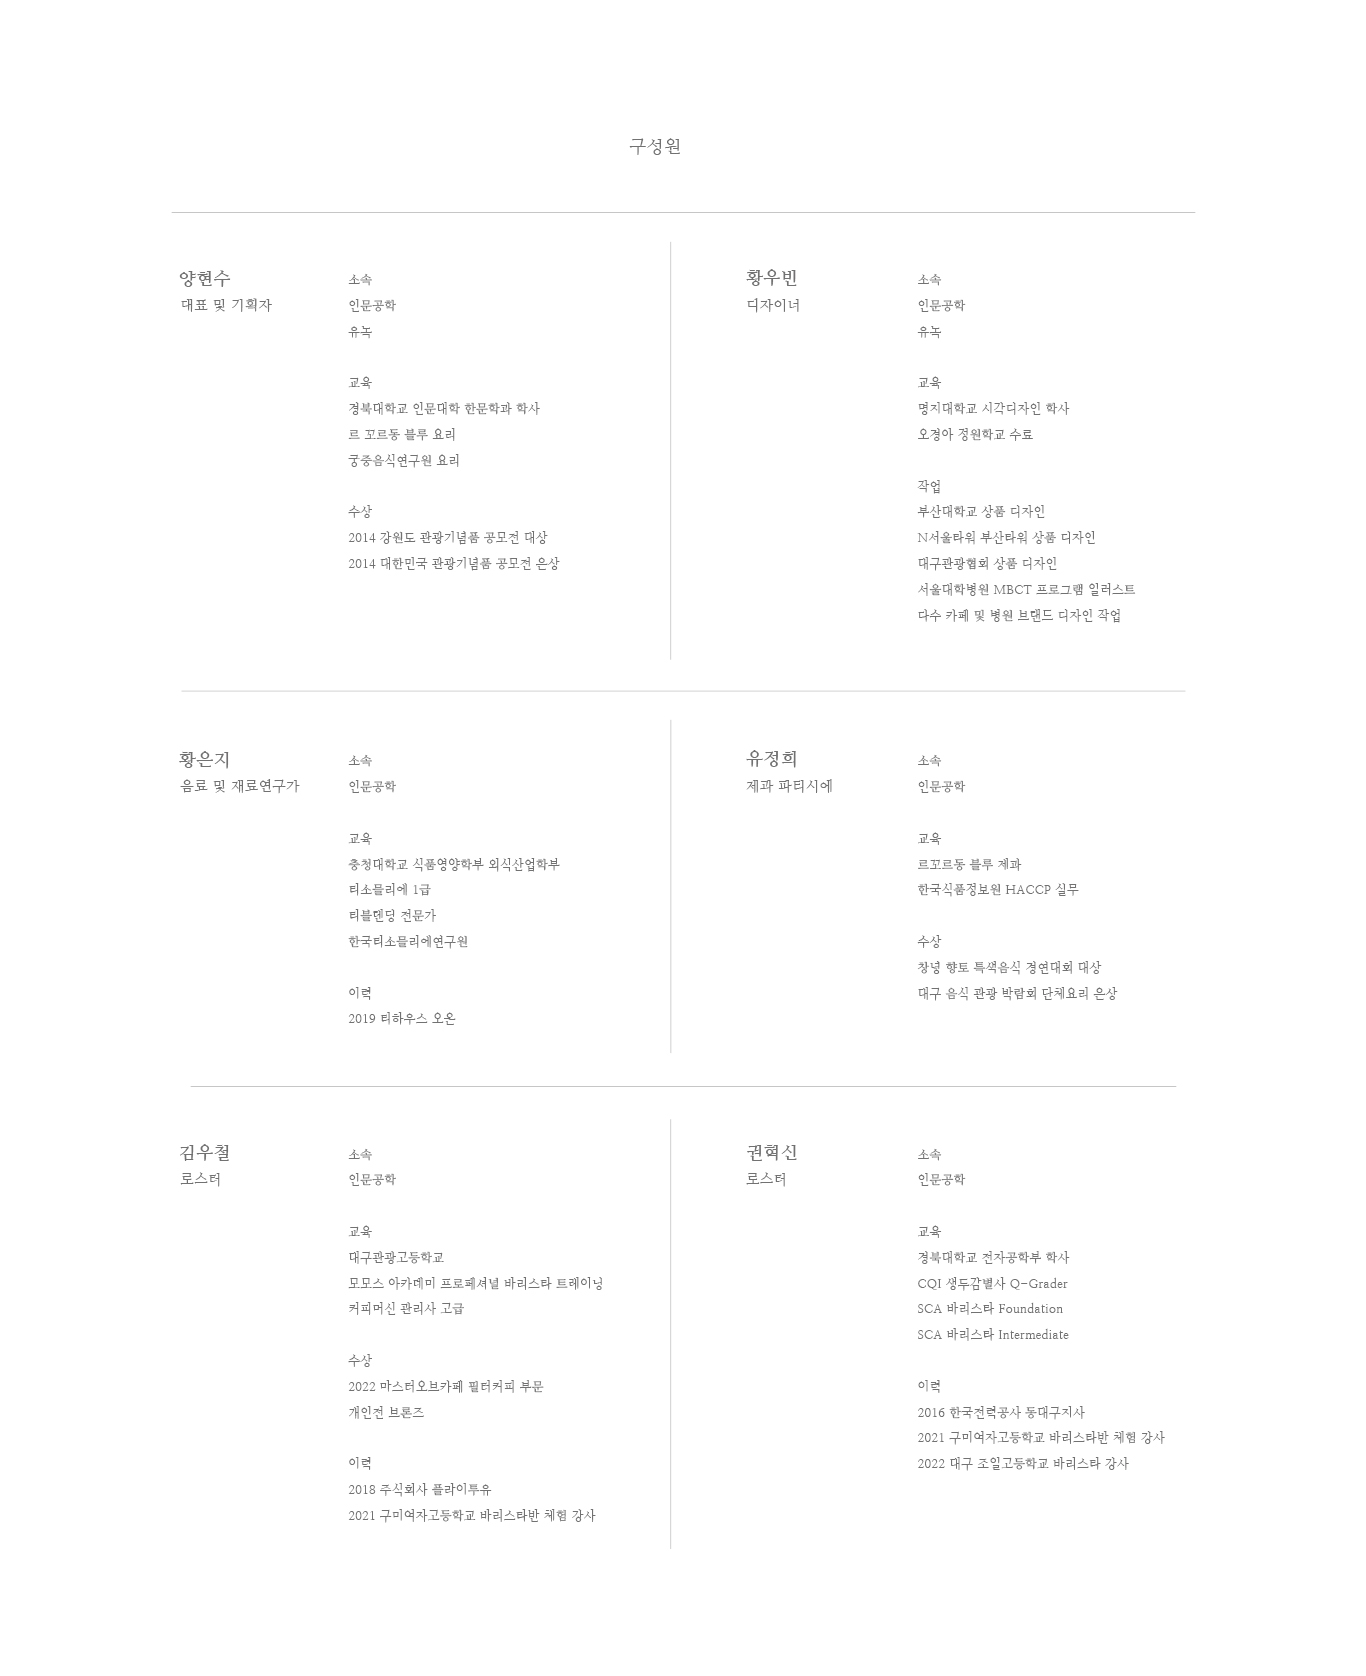 구성원
양현수
대표 및 기획자
소속
인문공학
유녹
교육
경북대학교 인문대학 한문학과 학사
르 꼬르동 블루 요리
궁중음식연구원 요리
수상
2014 강원도 관광기념품 공모전 대상
2014 대한민국 관광기념품 공모전 은상
황우빈
디자이너
소속
인문공학
유녹
교육
명지대학교 시각디자인 학사
오경아 정원학교 수료
작업
부산대학교 상품 디자인
N서울타워 부산타워 상품 디자인
대구관광협회 상품 디자인
서울대학병원 MBCT 프로그램 일러스트
다수 카페 및 병원 브랜드 디자인 작업
황은지
음료 및 재료연구가
소속
인문공학
교육
충청대학교 식품영양학부 외식산업학부
티소믈리에 1급
티블렌딩 전문가
한국티소믈리에연구원
이력
2019 티하우스 오온
유정희
제과 파티시에
소속
인문공학
교육
르꼬르동 블루 제과
한국식품정보원 HACCP 실무
수상
창녕 향토 특색음식 경연대회 대상
대구 음식 관광 박람회 단체요리 은상
김우철
로스터
소속
인문공학
교육
대구관광고등학교
모모스 아카데미 프로페셔널 바리스타 트레이닝
커피머신 관리사 고급
수상
2022 마스터오브카페 필터커피 부문
개인전 브론즈
이력
2018 주식회사 플라이투유
2021 구미여자고등학교 바리스타반 체험 강사
권혁신
로스터
소속
인문공학
교육
경북대학교 전자공학부 학사
CQI 생두감별사 Q-Grader
SCA 바리스타 Foundation
SCA 바리스타 Intermediate
이력
2016 한국전력공사 동대구지사
2021 구미여자고등학교 바리스타반 체험 강사
2022 대구 조일고등학교 바리스타 강사